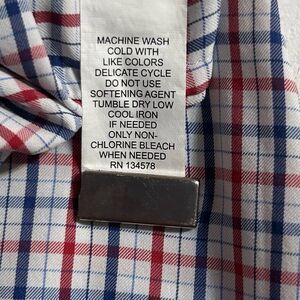 MACHINE WASH
COLD WITH
LIKE COLORS
DELICATE CYCLE
DO NOT USE
SOFTENING AGENT
TUMBLE DRY LOW
COOL IRON
IF NEEDED
ONLY NON-
CHLORINE BLEACH
WHEN NEEDED
RN 134578